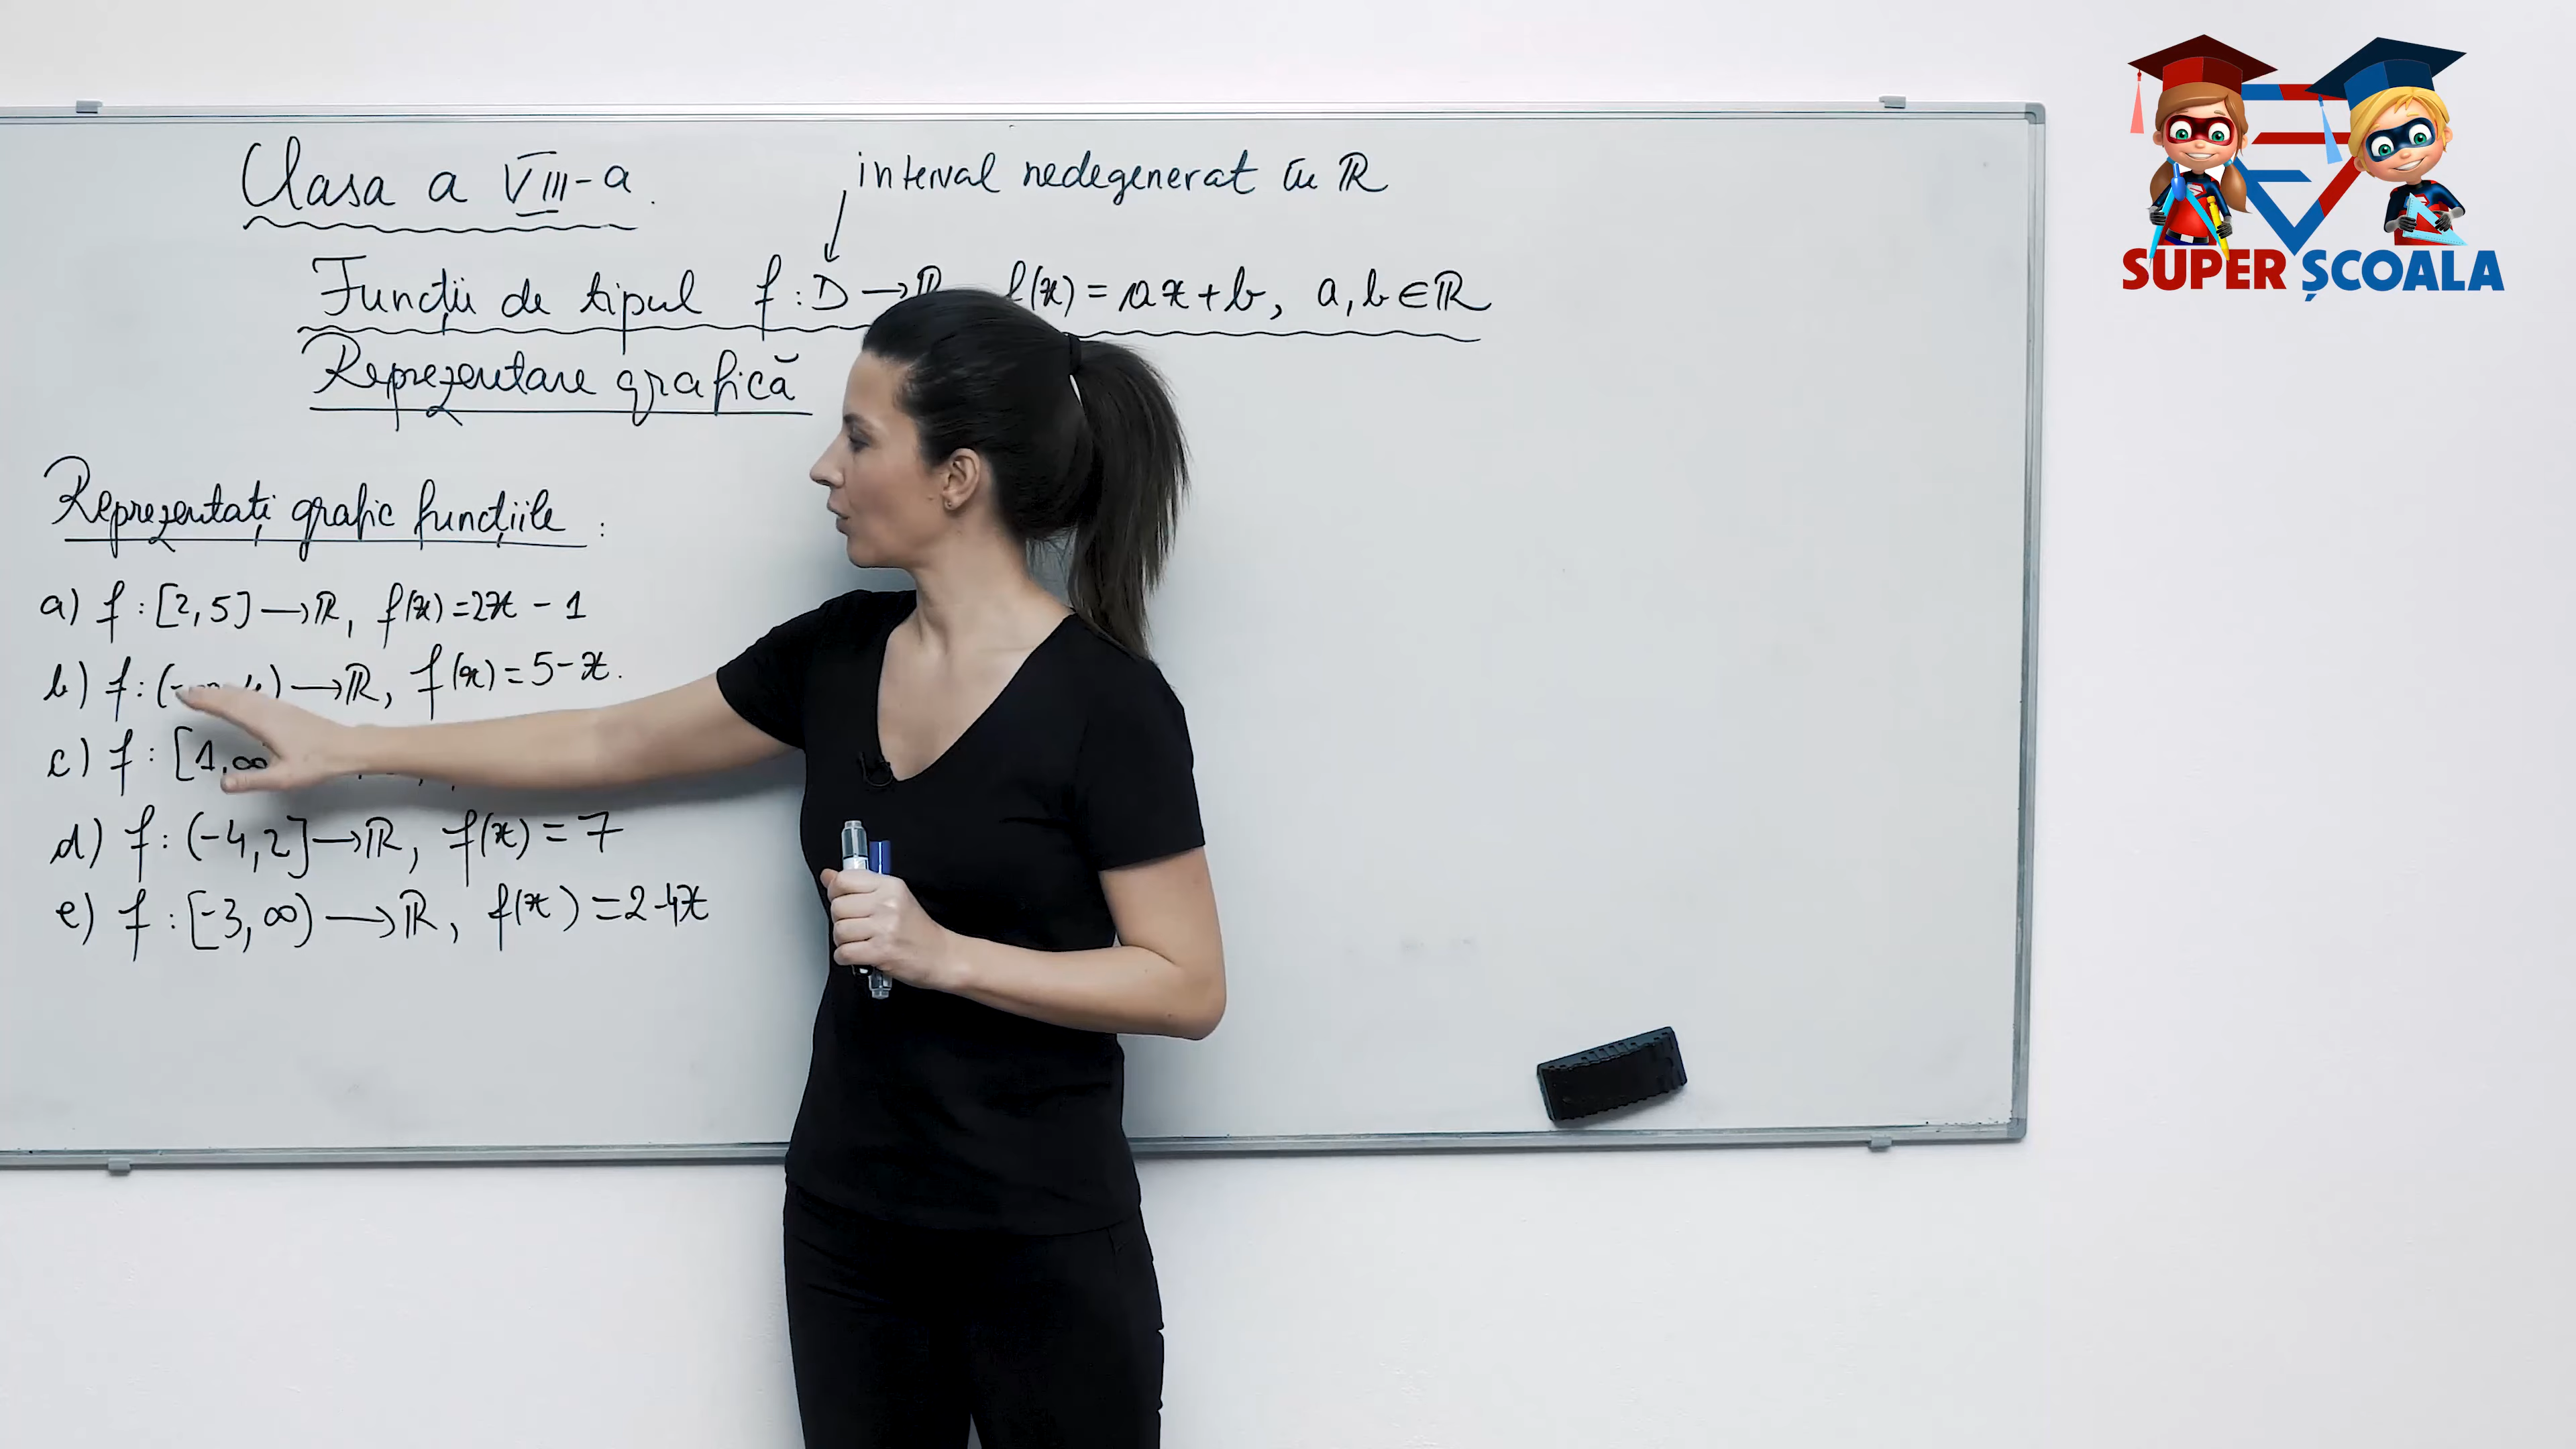 Clasa a VIII-a.
interval nedegenerat în ℝ
Funcții de tipul f : D → ℝ f(x) = ax + b, a, b ∈ ℝ
Reprezentare grafică
Reprezentați grafic funcțiile :
a) f : [2, 5] → ℝ, f(x) = 2x - 1
b) f : (-∞, ) → ℝ, f(x) = 5 - x.
c) f : [1, ∞
d) f : (-4, 2] → ℝ, f(x) = 7
e) f : [-3, ∞) → ℝ, f(x) = 2-4x
SUPER ȘCOALA